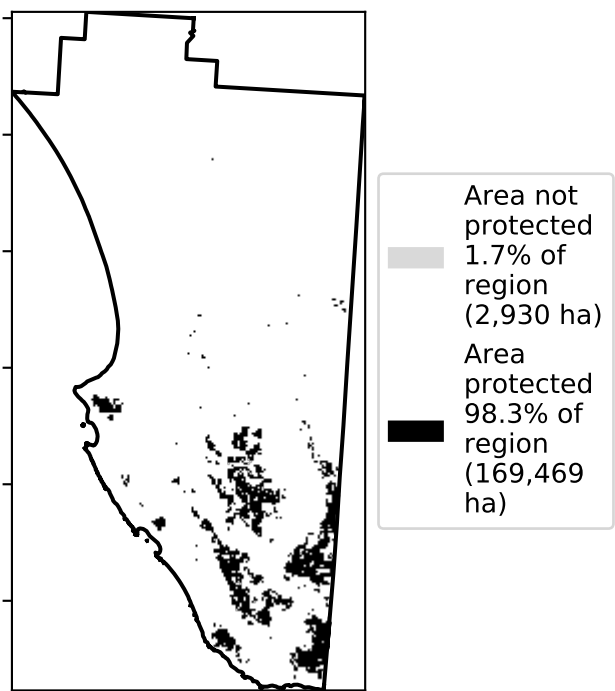 Area not
protected
1.7% of
region
(2,930 ha)
Area
protected
98.3% of
region
(169,469
ha)